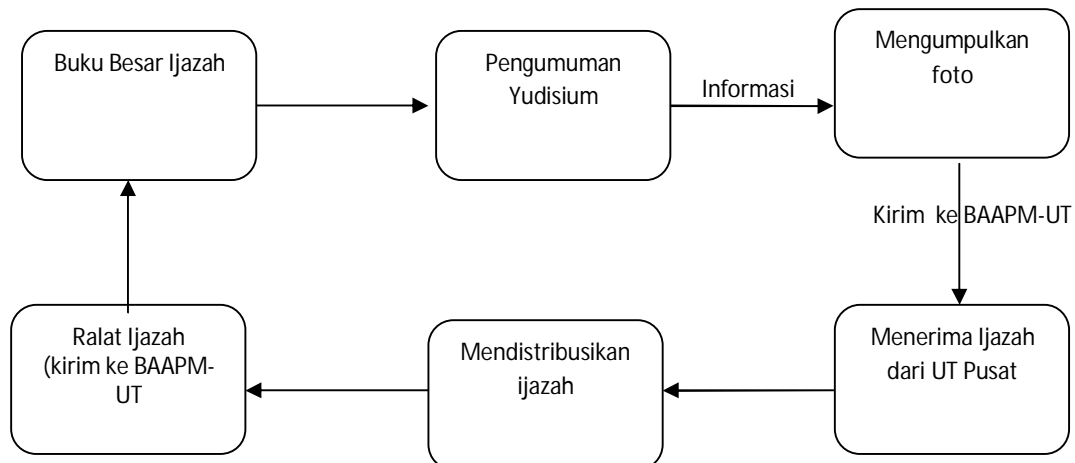 Buku Besar Ijazah
Pengumuman
Yudisium
Informasi
Mengumpulkan
foto
Kirim ke BAAPM-UT
Menerima Ijazah
dari UT Pusat
Mendistribusikan
ijazah
Ralat Ijazah
(kirim ke BAAPM-
UT